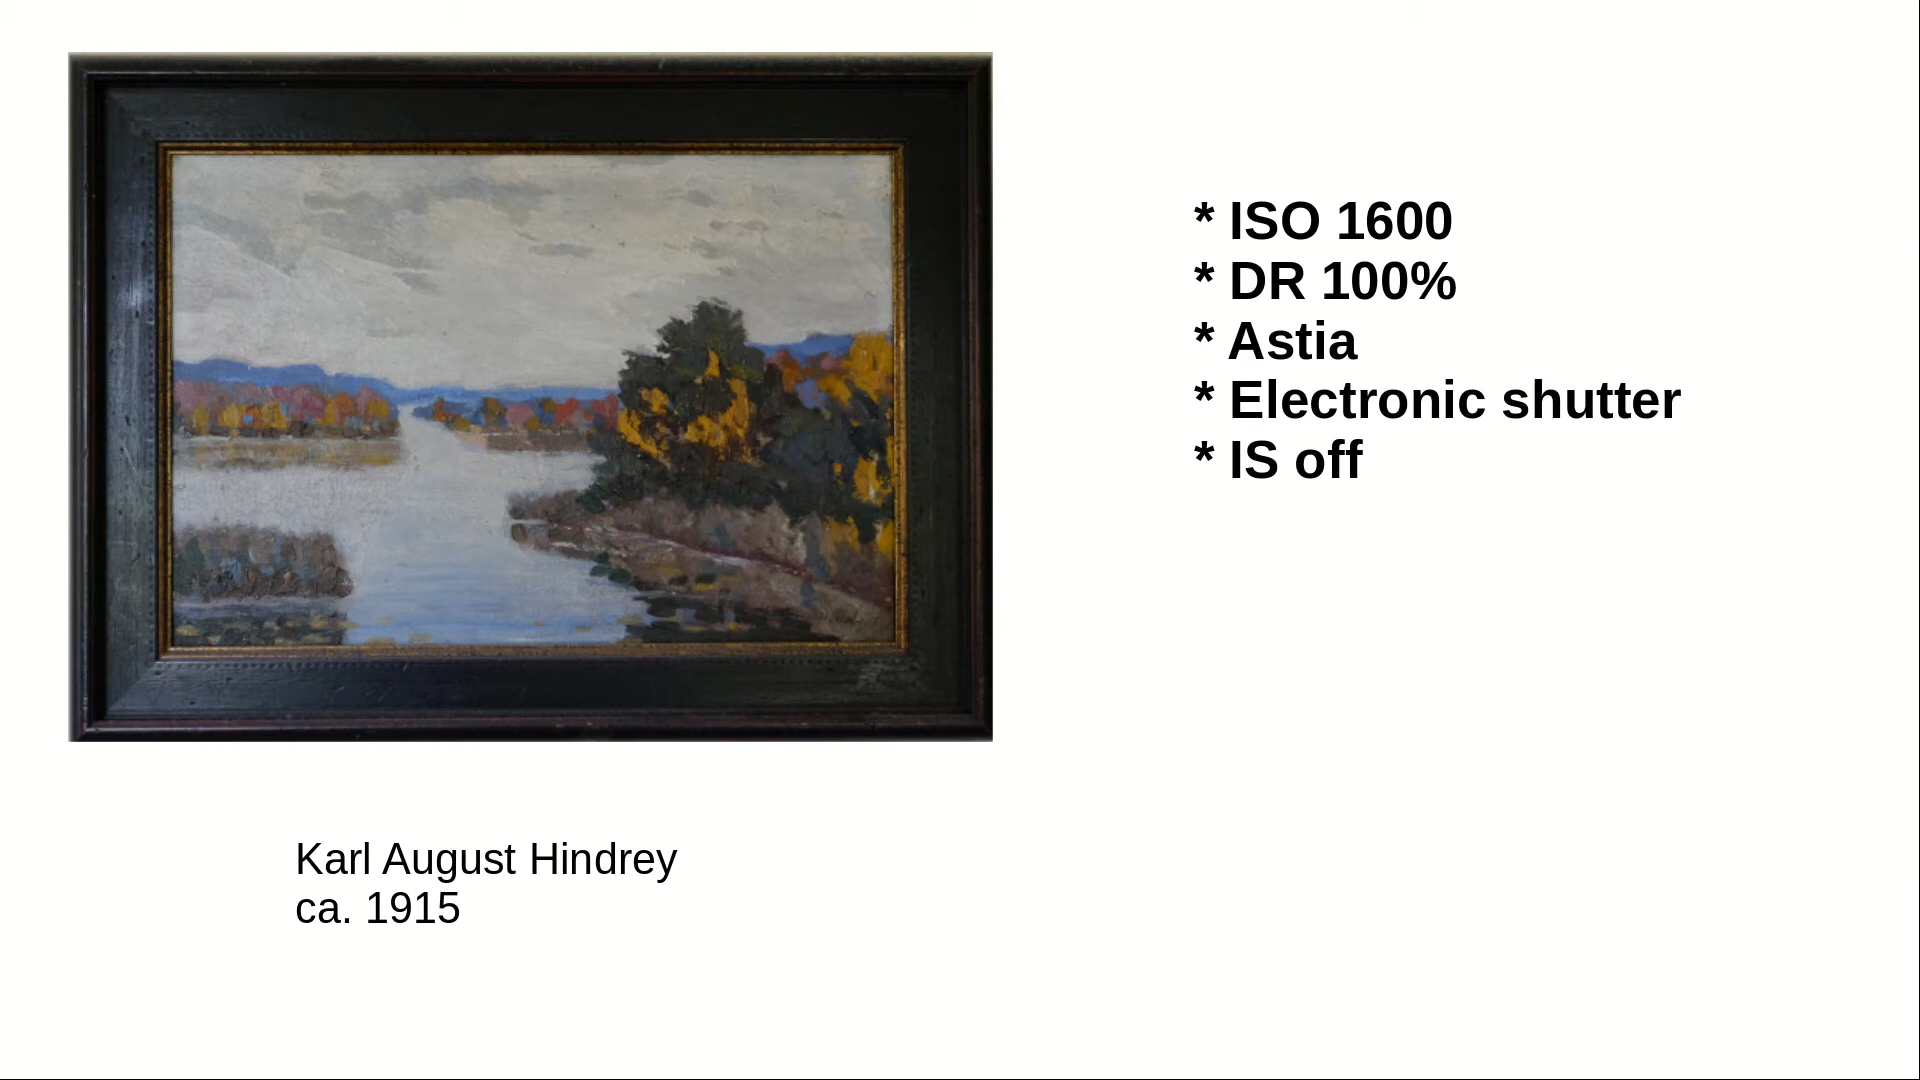 * ISO 1600
* DR 100%
* Astia
* Electronic shutter
* IS off
Karl August Hindrey
ca. 1915